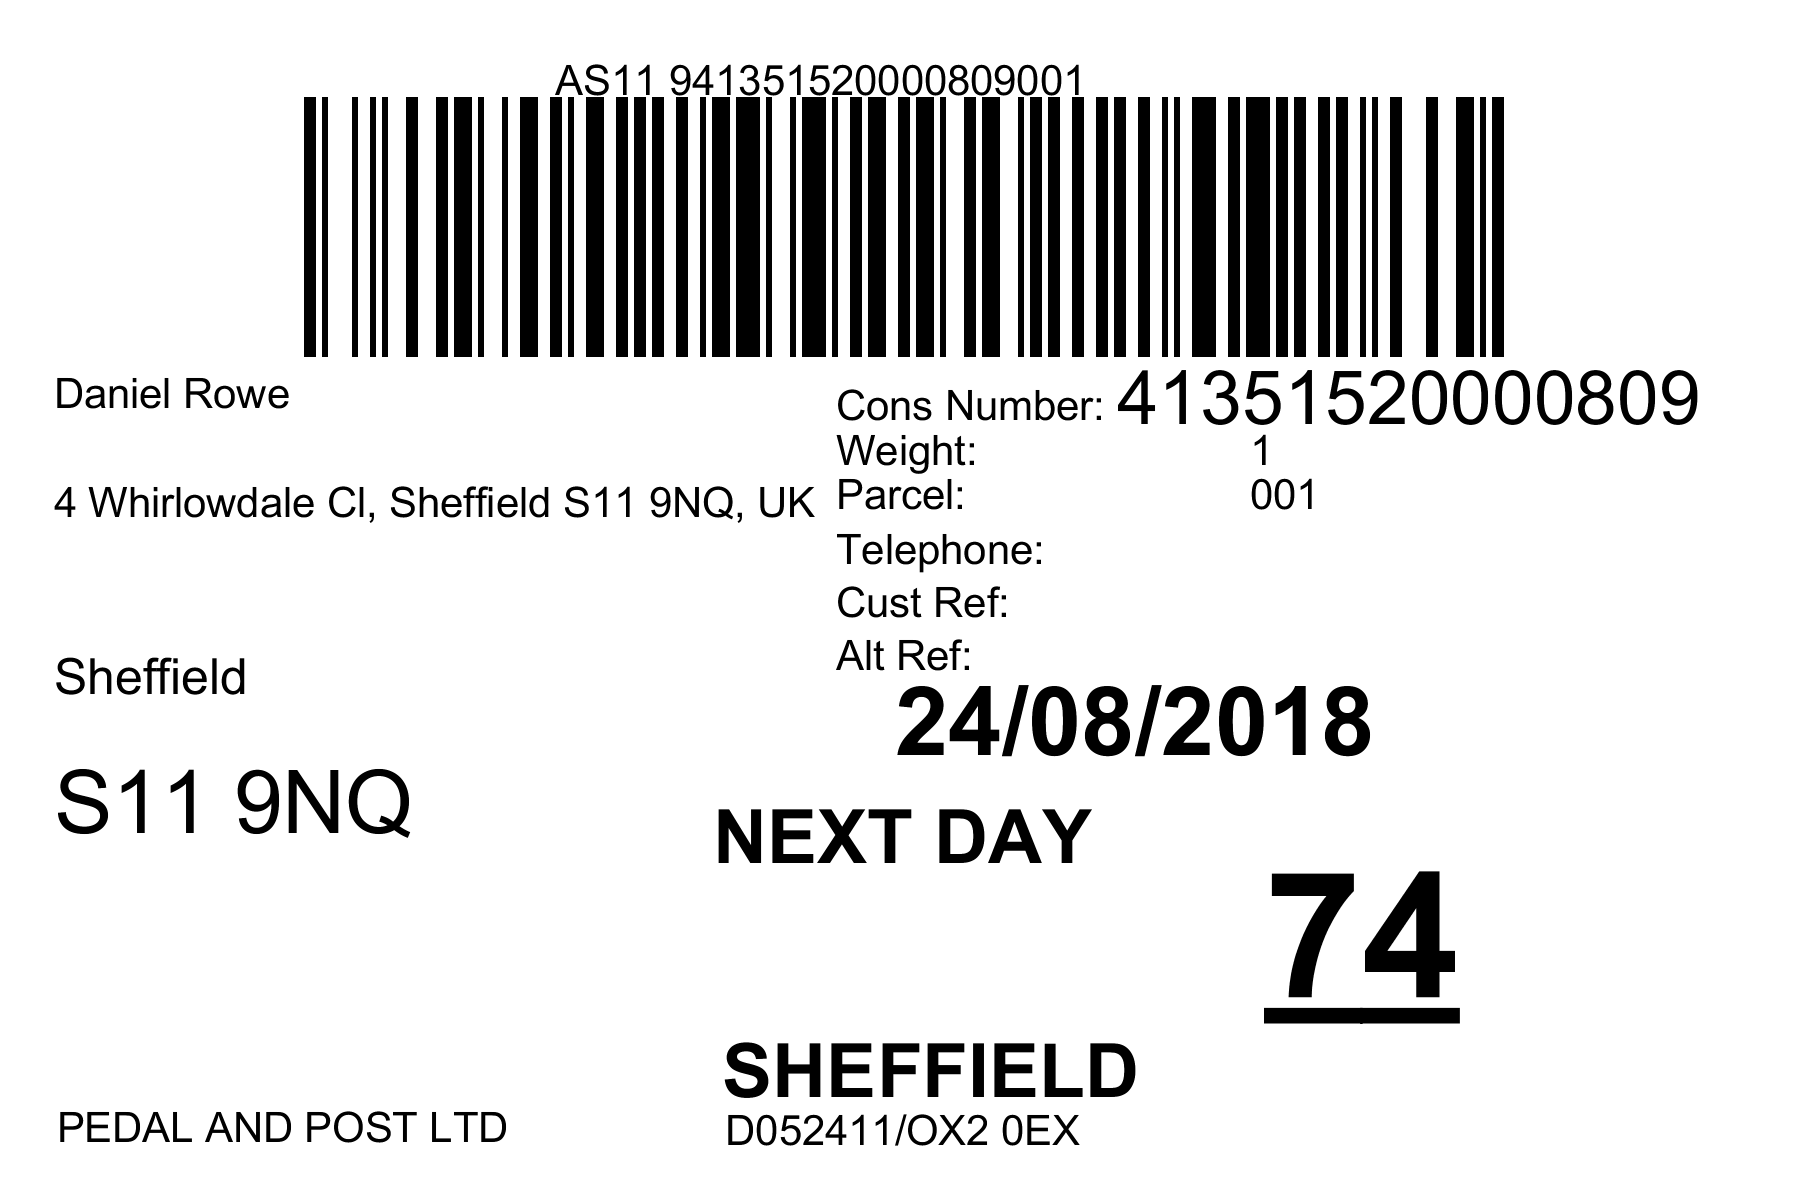 AS11 9413515200008​09001
Daniel Rowe
Cons Number: 41351520000809
Weight: 1
4 Whirlowdale Cl, Sheffield S11 9NQ, UK
Parcel: 001
Telephone:
Cust Ref:
Alt Ref:
Sheffield
24/08/2018
S11 9NQ
NEXT DAY
74
SHEFFIELD
PEDAL AND POST LTD
D052411/OX2 0EX